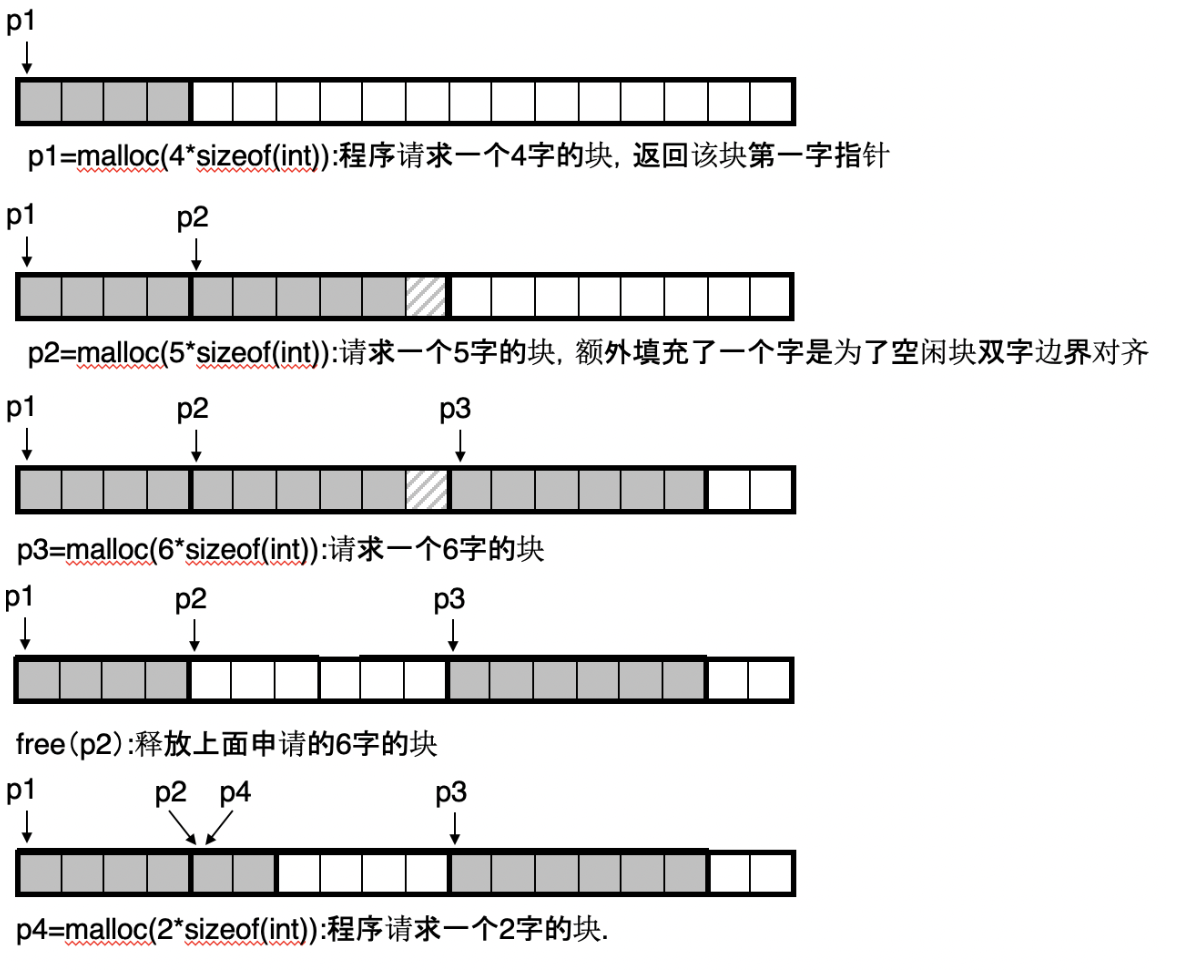 p1
p1=malloc(4*sizeof(int)):程序请求一个4字的块, 返回该块第一字指针
p1 p2
p2=malloc(5*sizeof(int)):请求一个5字的块, 额外填充了一个字是为了空闲块双字边界对齐
p1 p2 p3
p3=malloc(6*sizeof(int)):请求一个6字的块
p1 p2 p3
free(p2):释放上面申请的6字的块
p1 p2 p4 p3
p4=malloc(2*sizeof(int)):程序请求一个2字的块.